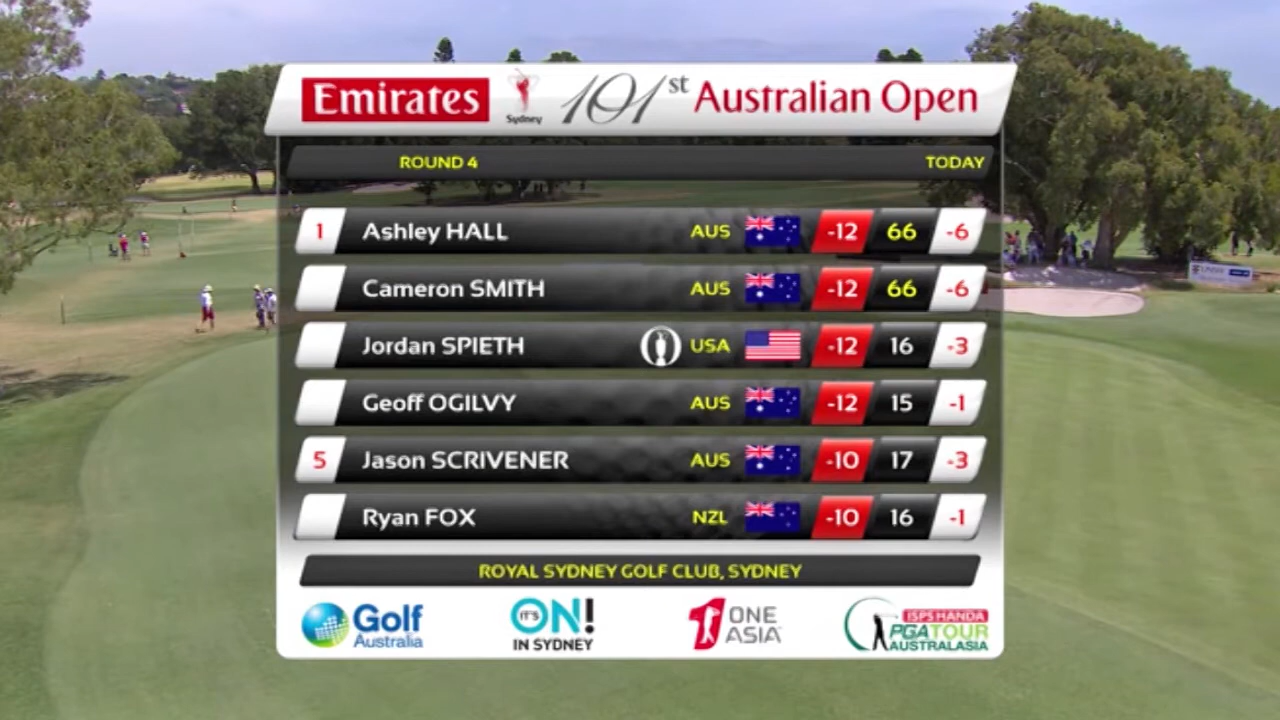 Emirates Sydney 101st Australian Open
ROUND 4 TODAY
1 Ashley HALL AUS -12 66 -6
Cameron SMITH AUS -12 66 -6
Jordan SPIETH USA -12 16 -3
Geoff OGILVY AUS -12 15 -1
5 Jason SCRIVENER AUS -10 17 -3
Ryan FOX NZL -10 16 -1
ROYAL SYDNEY GOLF CLUB, SYDNEY
Golf Australia
IT'S ON! IN SYDNEY
1 ONE ASIA
ISPS HANDA PGA TOUR AUSTRALASIA